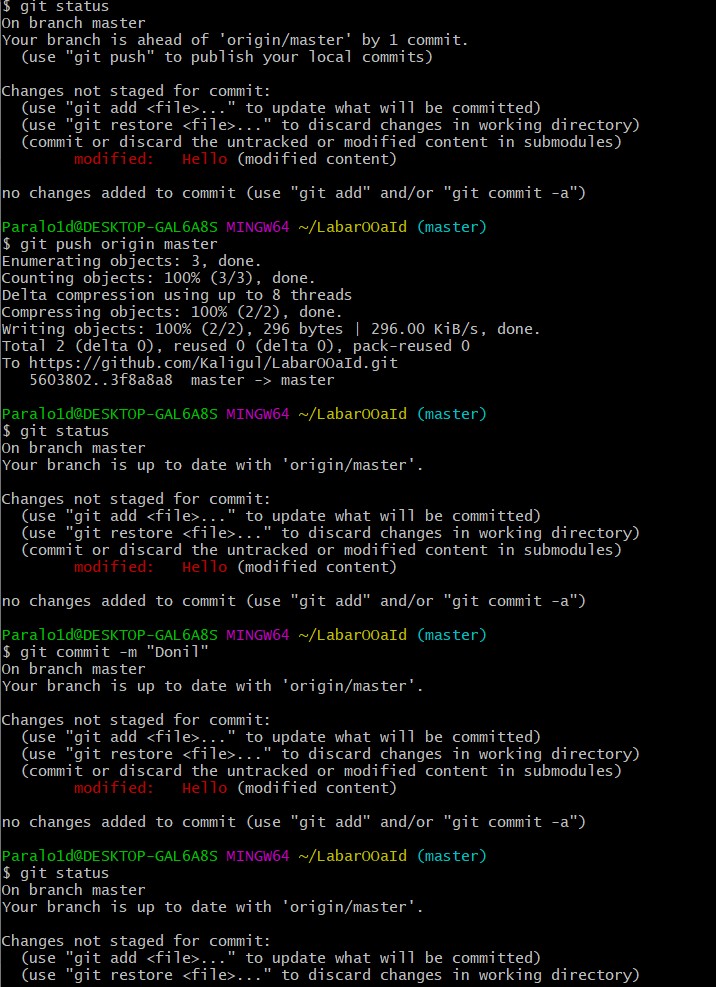 $ git status
On branch master
Your branch is ahead of 'origin/master' by 1 commit.
  (use "git push" to publish your local commits)

Changes not staged for commit:
  (use "git add <file>..." to update what will be committed)
  (use "git restore <file>..." to discard changes in working directory)
  (commit or discard the untracked or modified content in submodules)
        modified:   Hello (modified content)

no changes added to commit (use "git add" and/or "git commit -a")

Paralo1d@DESKTOP-GAL6A8S MINGW64 ~/LabarOOaId (master)
$ git push origin master
Enumerating objects: 3, done.
Counting objects: 100% (3/3), done.
Delta compression using up to 8 threads
Compressing objects: 100% (2/2), done.
Writing objects: 100% (2/2), 296 bytes | 296.00 KiB/s, done.
Total 2 (delta 0), reused 0 (delta 0), pack-reused 0
To https://github.com/Kaligul/LabarOOaId.git
   5603802..3f8a8a8  master -> master

Paralo1d@DESKTOP-GAL6A8S MINGW64 ~/LabarOOaId (master)
$ git status
On branch master
Your branch is up to date with 'origin/master'.

Changes not staged for commit:
  (use "git add <file>..." to update what will be committed)
  (use "git restore <file>..." to discard changes in working directory)
  (commit or discard the untracked or modified content in submodules)
        modified:   Hello (modified content)

no changes added to commit (use "git add" and/or "git commit -a")

Paralo1d@DESKTOP-GAL6A8S MINGW64 ~/LabarOOaId (master)
$ git commit -m "Donil"
On branch master
Your branch is up to date with 'origin/master'.

Changes not staged for commit:
  (use "git add <file>..." to update what will be committed)
  (use "git restore <file>..." to discard changes in working directory)
  (commit or discard the untracked or modified content in submodules)
        modified:   Hello (modified content)

no changes added to commit (use "git add" and/or "git commit -a")

Paralo1d@DESKTOP-GAL6A8S MINGW64 ~/LabarOOaId (master)
$ git status
On branch master
Your branch is up to date with 'origin/master'.

Changes not staged for commit:
  (use "git add <file>..." to update what will be committed)
  (use "git restore <file>..." to discard changes in working directory)